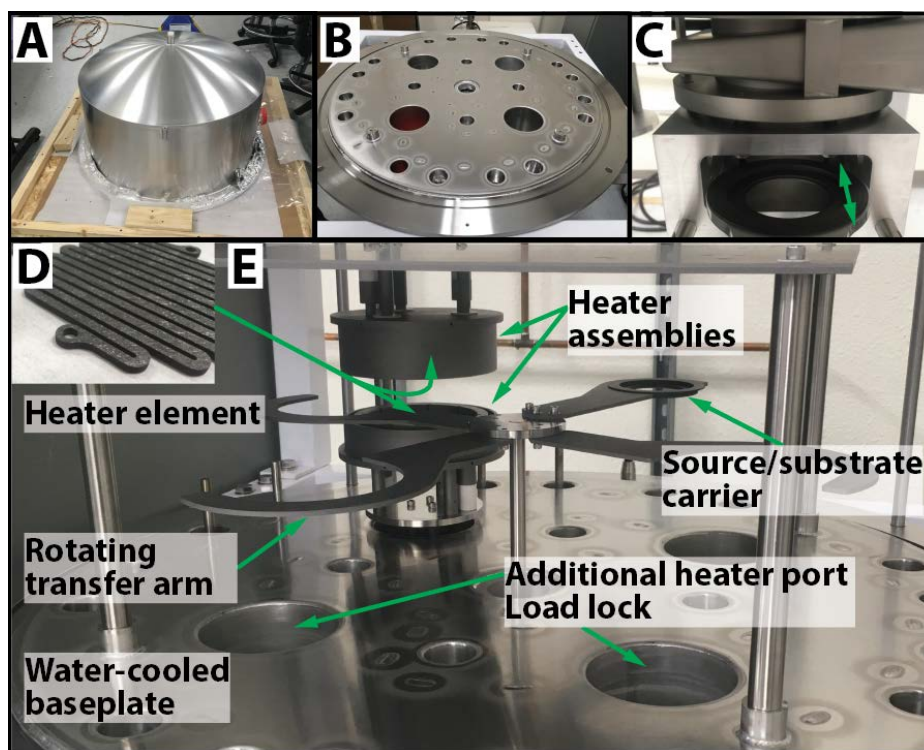 A
B
C
D
E
Heater
assemblies
Heater element
Source/substrate
carrier
Rotating
transfer arm
Additional heater port
Load lock
Water-cooled
baseplate